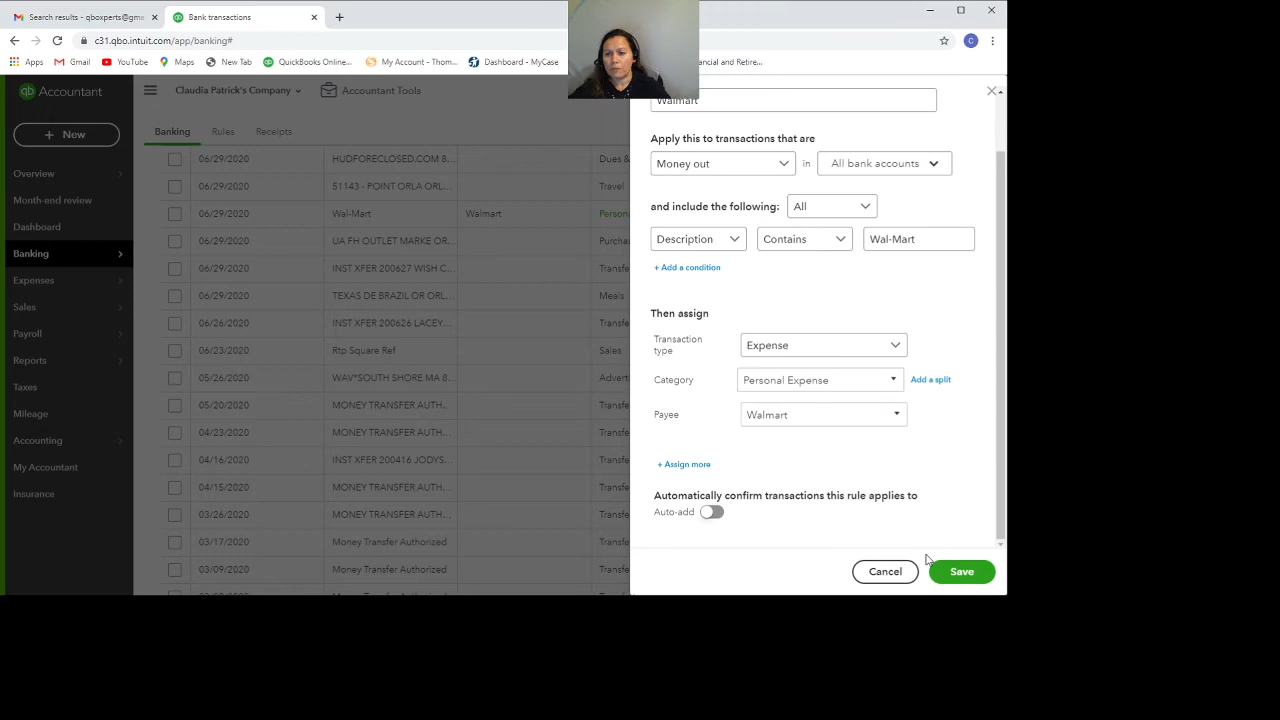 Search results - qboxperts@gma
Bank transactions
c31.qbo.intuit.com/app/banking#
C
Apps
Gmail
YouTube
Maps
New Tab
QuickBooks Online...
My Account - Thom...
Dashboard - MyCase
ancial and Retire...
qb Accountant
Claudia Patrick's Company
Accountant Tools
+ New
Overview
Month-end review
Dashboard
Banking
Expenses
Sales
Payroll
Reports
Taxes
Mileage
Accounting
My Accountant
Insurance
Banking
Rules
Receipts
06/29/2020 HUDFORECLOSED.COM 8... Dues &
06/29/2020 51143 - POINT ORLA ORL... Travel
06/29/2020 Wal-Mart Walmart Person
06/29/2020 UA FH OUTLET MARKE OR... Purcha
06/29/2020 INST XFER 200627 WISH C... Transfe
06/29/2020 TEXAS DE BRAZIL OR ORL... Meals
06/26/2020 INST XFER 200626 LACEY... Transfe
06/23/2020 Rtp Square Ref Sales
05/26/2020 WAV*SOUTH SHORE MA 8... Advert
05/20/2020 MONEY TRANSFER AUTH... Transfe
04/23/2020 MONEY TRANSFER AUTH... Transfe
04/16/2020 INST XFER 200416 JODYS... Transfe
04/15/2020 MONEY TRANSFER AUTH... Transfe
03/26/2020 MONEY TRANSFER AUTH... Transfe
03/17/2020 Money Transfer Authorized Transfe
03/09/2020 Money Transfer Authorized Transfe
Walmart
Apply this to transactions that are
Money out in All bank accounts
and include the following: All
Description Contains Wal-Mart
+ Add a condition
Then assign
Transaction type Expense
Category Personal Expense Add a split
Payee Walmart
+ Assign more
Automatically confirm transactions this rule applies to
Auto-add
Cancel Save